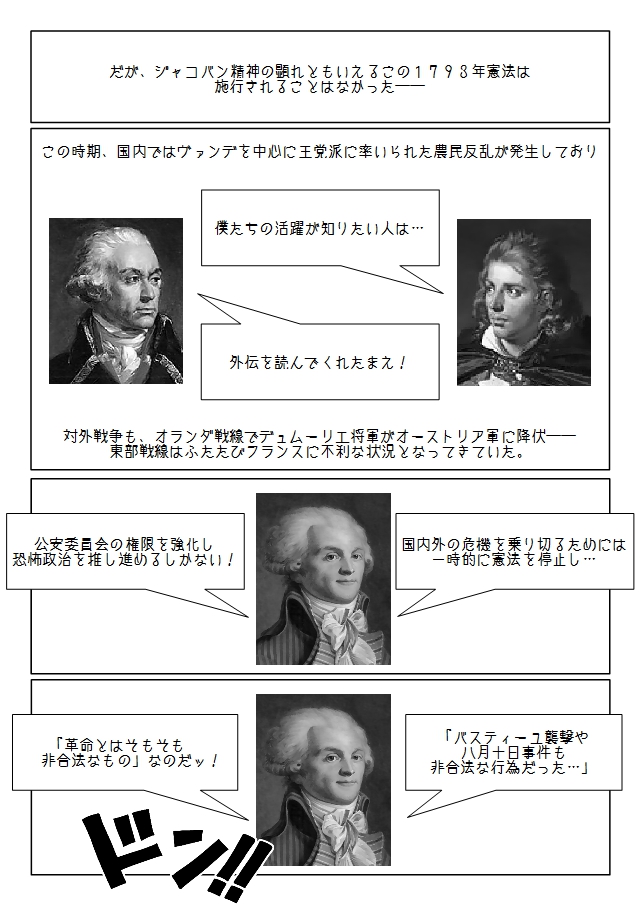 だが、ジャコバン精神の顕れともいえるこの１７９３年憲法は
施行されることはなかった――
この時期、国内ではヴァンデを中心に王党派に率いられた農民反乱が発生しており
僕たちの活躍が知りたい人は…
外伝を読んでくれたまえ！
対外戦争も、オランダ戦線でデュムーリエ将軍がオーストリア軍に降伏――
東部戦線はふたたびフランスに不利な状況となってきていた。
国内外の危機を乗り切るためには
一時的に憲法を停止し…
公安委員会の権限を強化し
恐怖政治を推し進めるしかない！
「バスティーユ襲撃や
八月十日事件も
非合法な行為だった…」
「革命とはそもそも
非合法なもの」なのだッ！
ドン!!